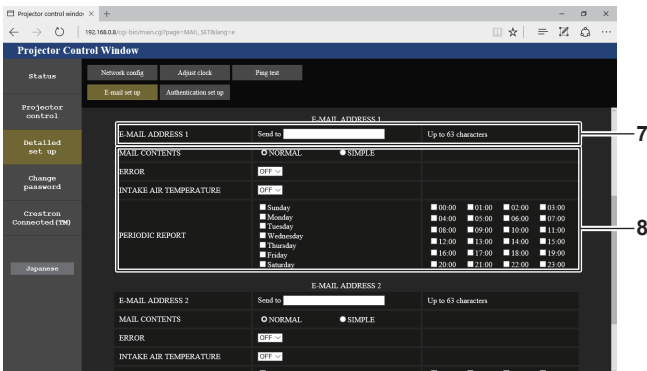 Projector control window × +
192.168.0.8/cgi-bin/main.cgi?page=MAIL_SET&lang=e
Projector Control Window
Status
Network config Adjust clock Ping test
E-mail set up Authentication set up
Projector control
Detailed set up
Change password
Crestron Connected(TM)
Japanese
E-MAIL ADDRESS 1
E-MAIL ADDRESS 1 Send to Up to 63 characters 7
MAIL CONTENTS NORMAL SIMPLE
ERROR OFF
INTAKE AIR TEMPERATURE OFF
PERIODIC REPORT 8
Sunday 00:00 01:00 02:00 03:00
Monday 04:00 05:00 06:00 07:00
Tuesday
Wednesday 08:00 09:00 10:00 11:00
Thursday 12:00 13:00 14:00 15:00
Friday 16:00 17:00 18:00 19:00
Saturday 20:00 21:00 22:00 23:00
E-MAIL ADDRESS 2
E-MAIL ADDRESS 2 Send to Up to 63 characters
MAIL CONTENTS NORMAL SIMPLE
ERROR OFF
INTAKE AIR TEMPERATURE OFF